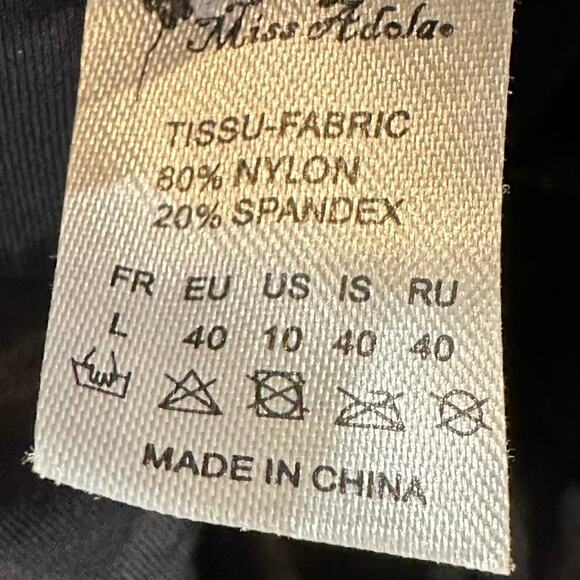 Miss Adola
TISSU-FABRIC
80% NYLON
20% SPANDEX
FR EU US IS RU
L 40 10 40 40
MADE IN CHINA